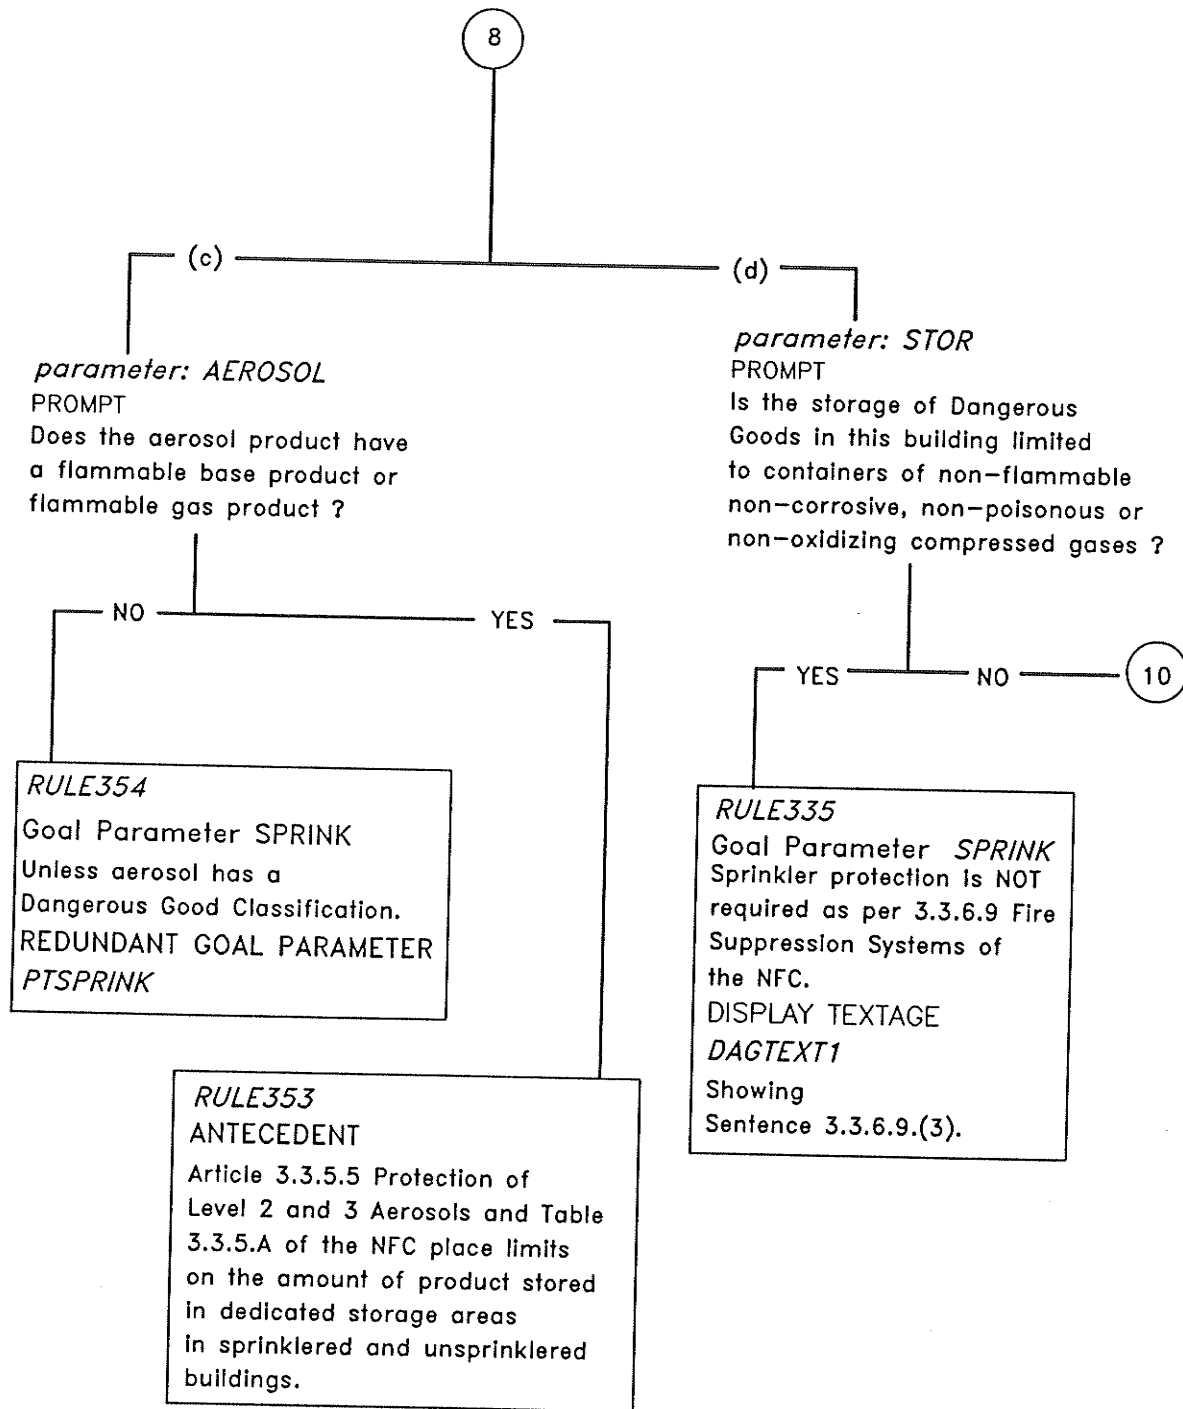 8
(c)
(d)
parameter: AEROSOL
PROMPT
Does the aerosol product have
a flammable base product or
flammable gas product ?
NO
YES
RULE354
Goal Parameter SPRINK
Unless aerosol has a
Dangerous Good Classification.
REDUNDANT GOAL PARAMETER
PTSPRINK
RULE353
ANTECEDENT
Article 3.3.5.5 Protection of
Level 2 and 3 Aerosols and Table
3.3.5.A of the NFC place limits
on the amount of product stored
in dedicated storage areas
in sprinklered and unsprinklered
buildings.
parameter: STOR
PROMPT
Is the storage of Dangerous
Goods in this building limited
to containers of non-flammable
non-corrosive, non-poisonous or
non-oxidizing compressed gases ?
YES
NO
10
RULE335
Goal Parameter SPRINK
Sprinkler protection is NOT
required as per 3.3.6.9 Fire
Suppression Systems of
the NFC.
DISPLAY TEXTAGE
DAGTEXT1
Showing
Sentence 3.3.6.9.(3).